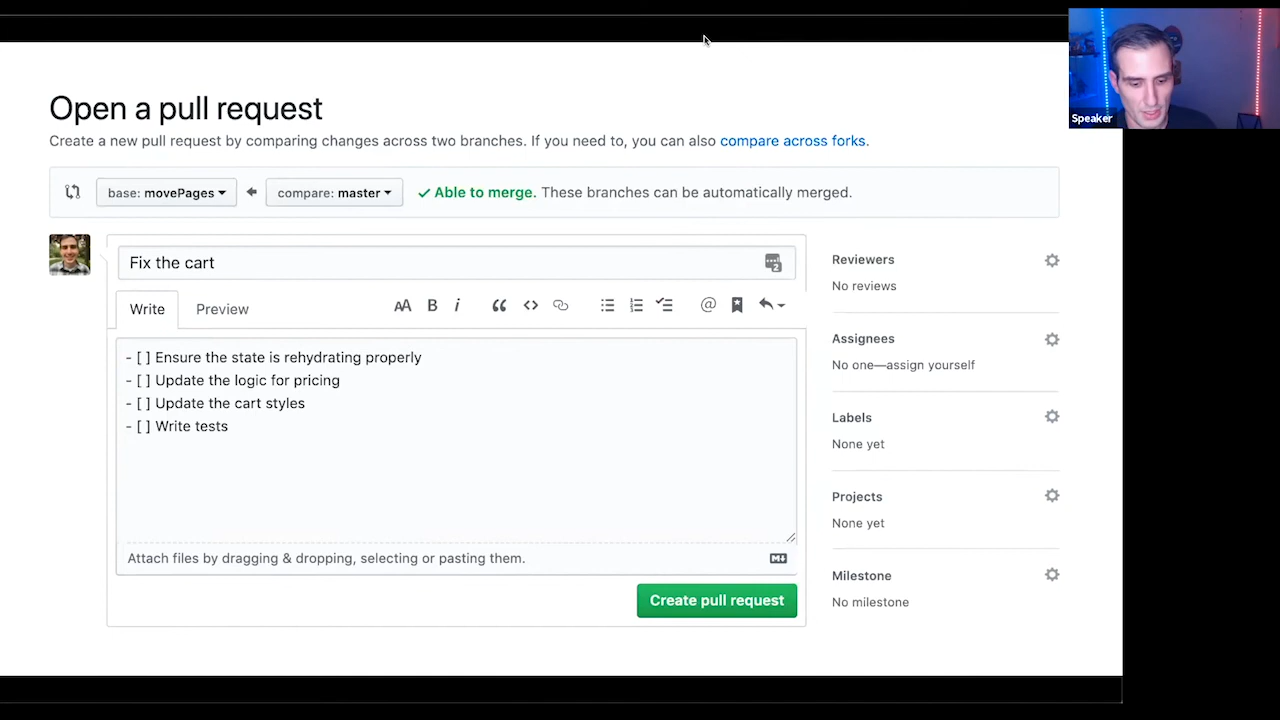 Speaker
Open a pull request
Create a new pull request by comparing changes across two branches. If you need to, you can also compare across forks.
base: movePages compare: master Able to merge. These branches can be automatically merged.
Fix the cart
2
Write Preview
AA B i @
- [ ] Ensure the state is rehydrating properly
- [ ] Update the logic for pricing
- [ ] Update the cart styles
- [ ] Write tests
Attach files by dragging & dropping, selecting or pasting them.
M
Create pull request
Reviewers
No reviews
Assignees
No one—assign yourself
Labels
None yet
Projects
None yet
Milestone
No milestone